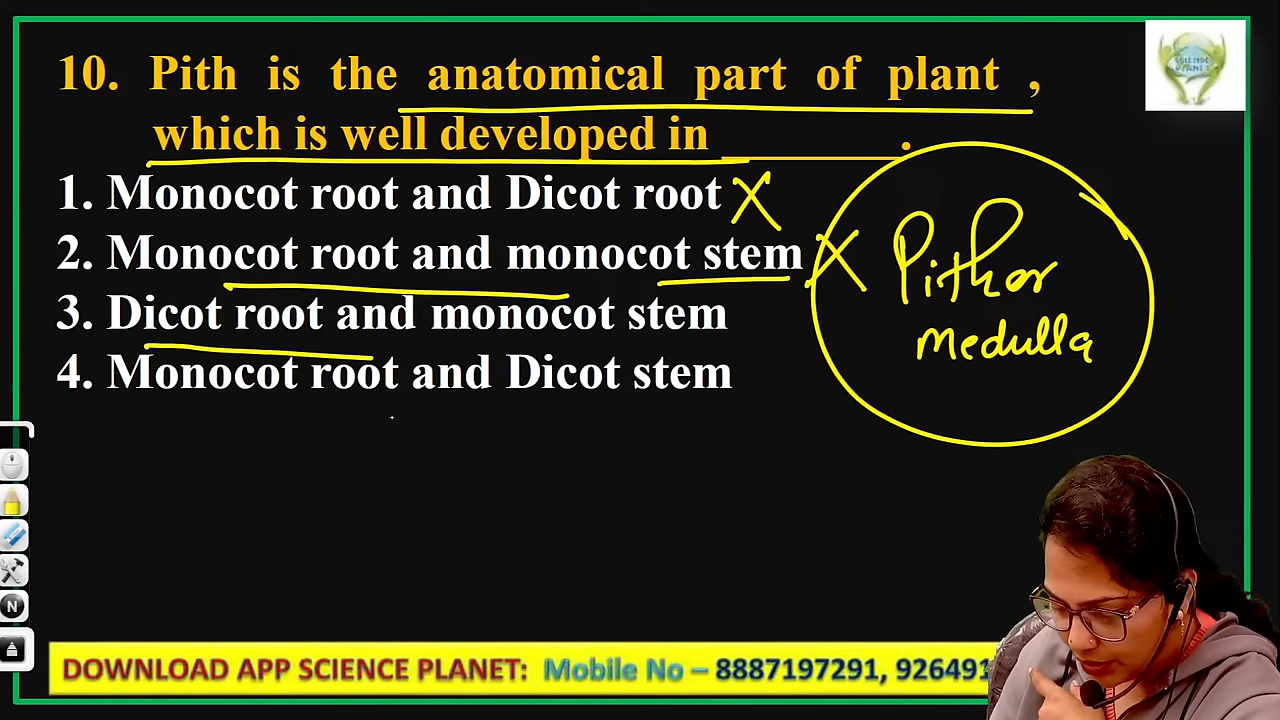 10. Pith is the anatomical part of plant ,
which is well developed in ________.
1. Monocot root and Dicot root X
2. Monocot root and monocot stem X
3. Dicot root and monocot stem
4. Monocot root and Dicot stem
Pith or
medulla
SCIENCE
PLANET
N
DOWNLOAD APP SCIENCE PLANET: Mobile No – 8887197291, 926491